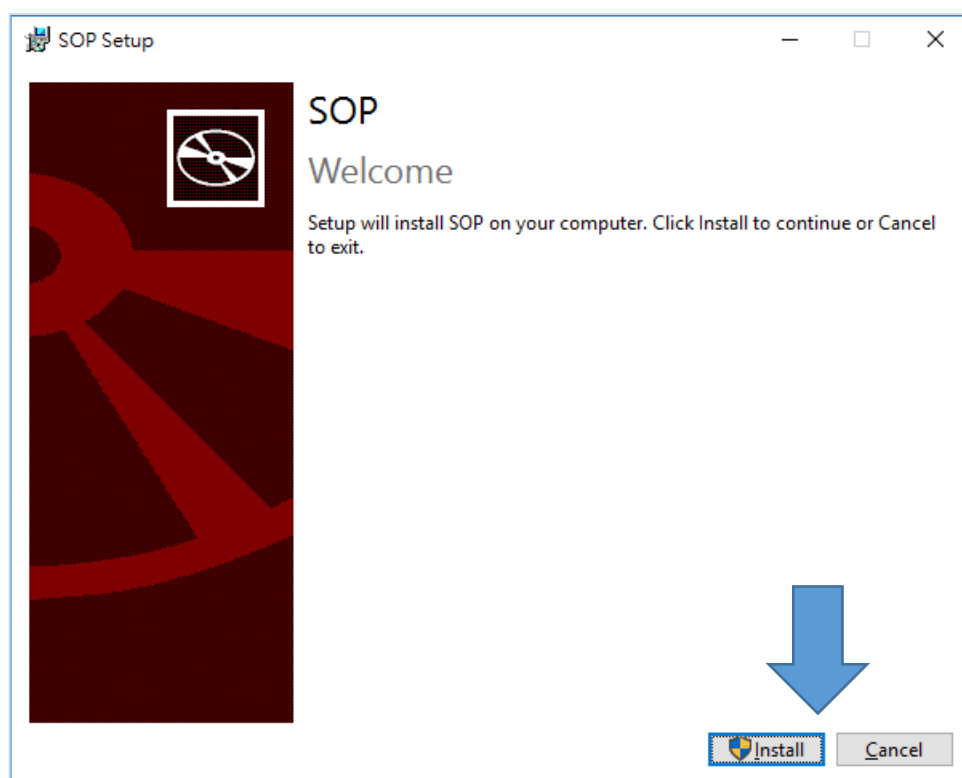 SOP Setup
SOP
Welcome
Setup will install SOP on your computer. Click Install to continue or Cancel
to exit.
Install
Cancel